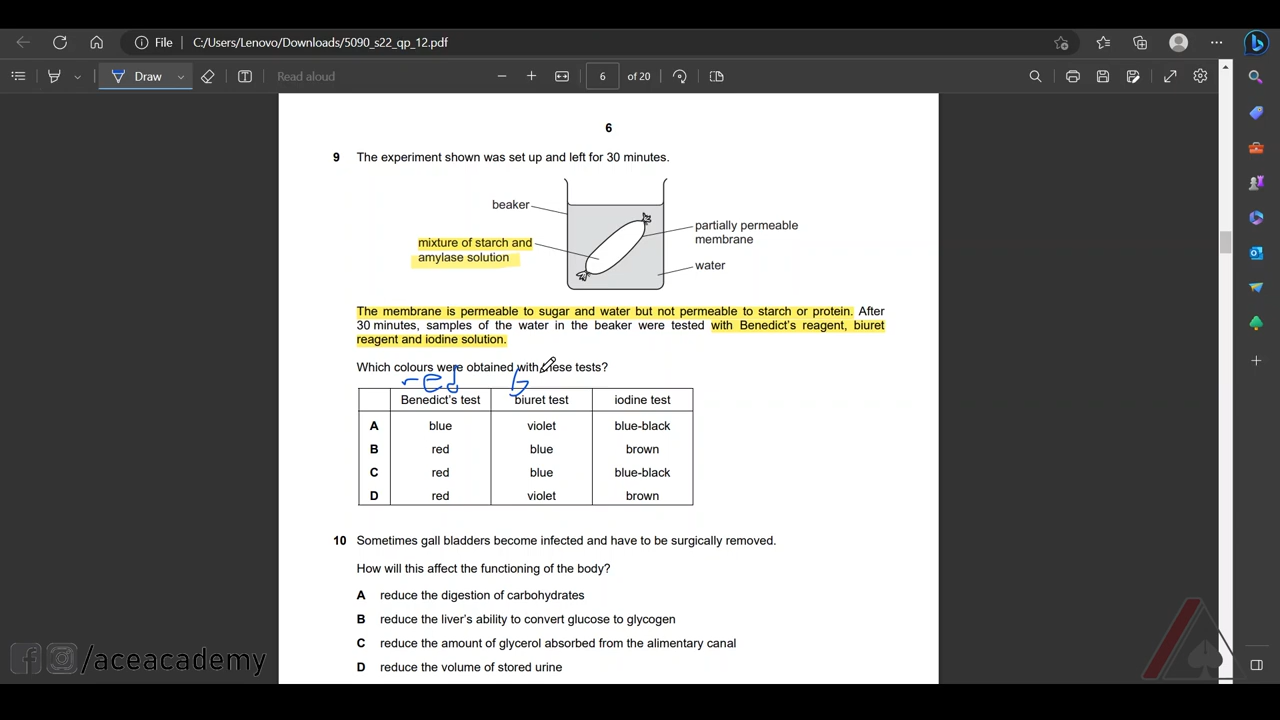 File
C:/Users/Lenovo/Downloads/5090_s22_qp_12.pdf
Draw
Read aloud
6
of 20
6
9 The experiment shown was set up and left for 30 minutes.
beaker
mixture of starch and
amylase solution
partially permeable
membrane
water
The membrane is permeable to sugar and water but not permeable to starch or protein. After
30 minutes, samples of the water in the beaker were tested with Benedict's reagent, biuret
reagent and iodine solution.
Which colours were obtained with these tests?
red b
Benedict's test biuret test iodine test
A blue violet blue-black
B red blue brown
C red blue blue-black
D red violet brown
10 Sometimes gall bladders become infected and have to be surgically removed.
How will this affect the functioning of the body?
A reduce the digestion of carbohydrates
B reduce the liver's ability to convert glucose to glycogen
C reduce the amount of glycerol absorbed from the alimentary canal
D reduce the volume of stored urine
/aceacademy